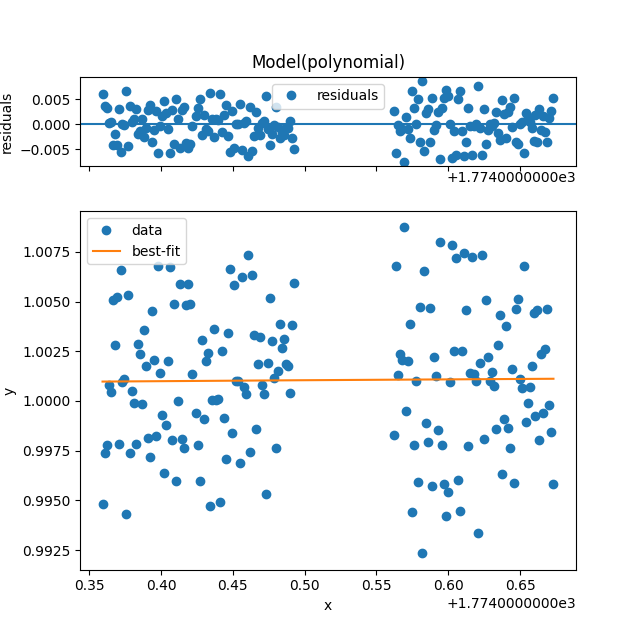 Model(polynomial)
residuals
0.005
0.000
−0.005
residuals
+1.7740000000e3
data
best-fit
y
1.0075
1.0050
1.0025
1.0000
0.9975
0.9950
0.9925
0.35 0.40 0.45 0.50 0.55 0.60 0.65
x
+1.7740000000e3